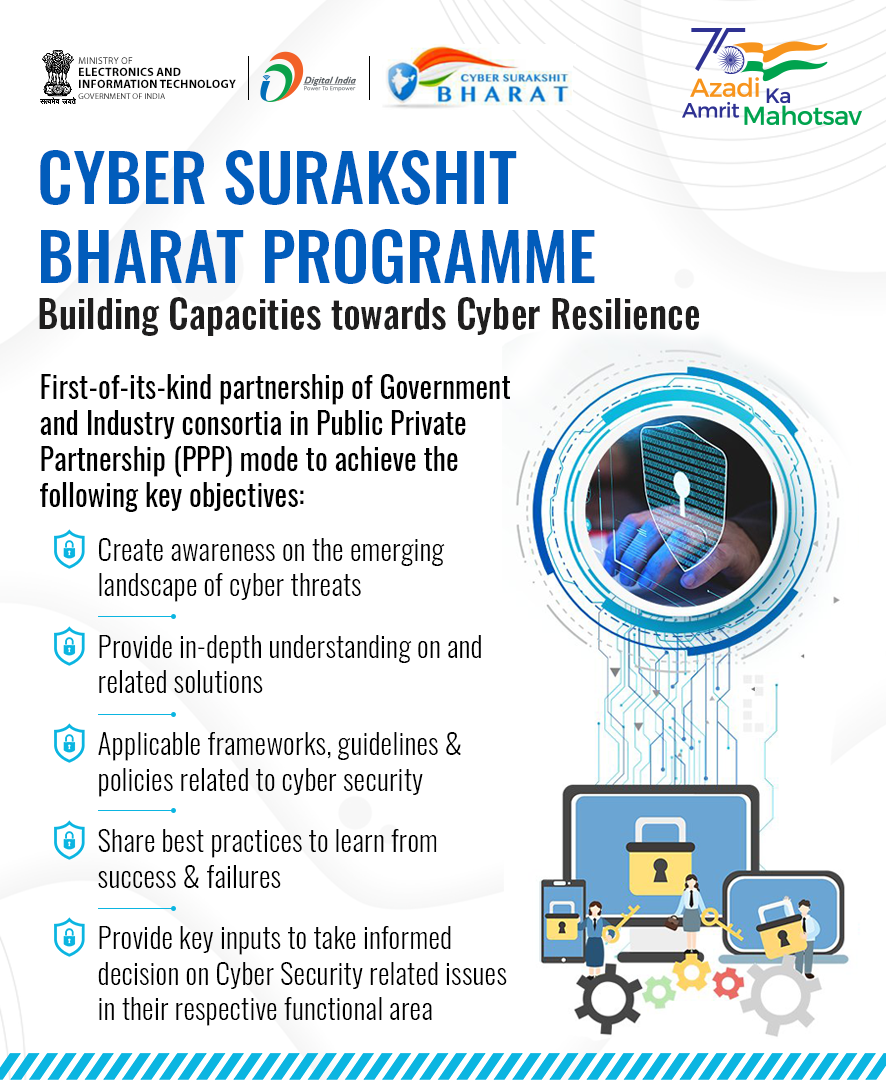 MINISTRY OF
ELECTRONICS AND
INFORMATION TECHNOLOGY
GOVERNMENT OF INDIA
सत्यमेव जयते
Digital India
Power To Empower
CYBER SURAKSHIT
BHARAT
75
Azadi Ka
Amrit Mahotsav
CYBER SURAKSHIT
BHARAT PROGRAMME
Building Capacities towards Cyber Resilience
First-of-its-kind partnership of Government
and Industry consortia in Public Private
Partnership (PPP) mode to achieve the
following key objectives:
Create awareness on the emerging
landscape of cyber threats
Provide in-depth understanding on and
related solutions
Applicable frameworks, guidelines &
policies related to cyber security
Share best practices to learn from
success & failures
Provide key inputs to take informed
decision on Cyber Security related issues
in their respective functional area